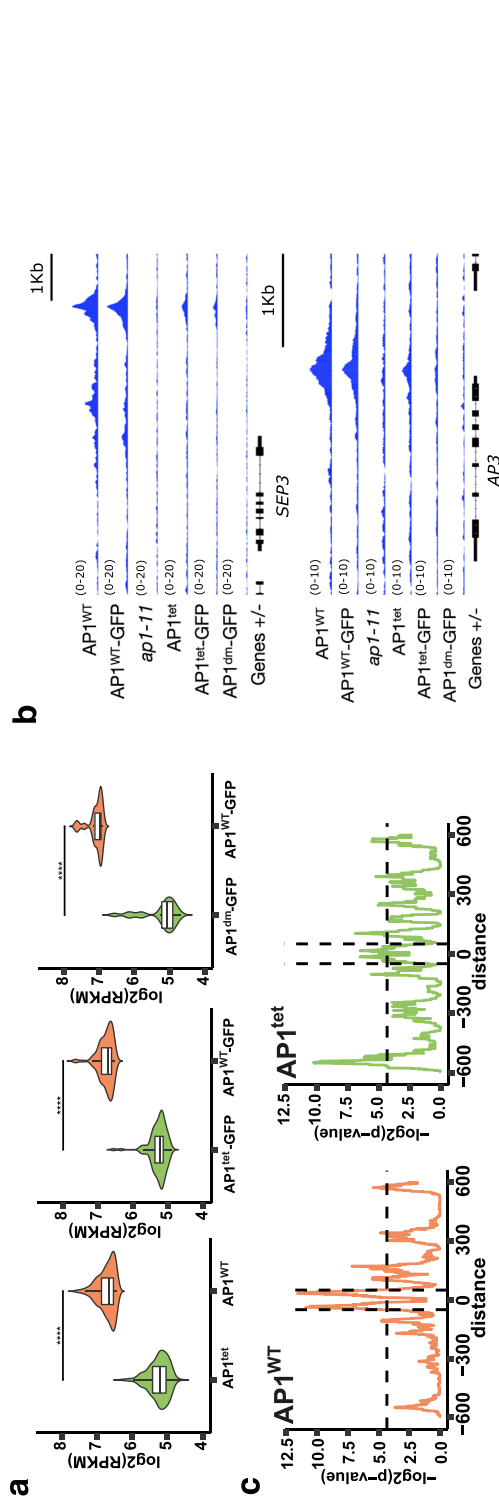 a
log2(RPKM)
8
7
6
5
4
****
AP1tet
AP1WT
log2(RPKM)
8
7
6
5
4
****
AP1tet-GFP
AP1WT-GFP
log2(RPKM)
8
7
6
5
4
****
AP1dm-GFP
AP1WT-GFP
b
1Kb
AP1WT (0-20)
AP1WT-GFP (0-20)
ap1-11 (0-20)
AP1tet (0-20)
AP1tet-GFP (0-20)
AP1dm-GFP (0-20)
Genes +/-
SEP3
1Kb
AP1WT (0-10)
AP1WT-GFP (0-10)
ap1-11 (0-10)
AP1tet (0-10)
AP1tet-GFP (0-10)
AP1dm-GFP (0-10)
Genes +/-
AP3
c
AP1WT
−log2(p−value)
12.5
10.0
7.5
5.0
2.5
0.0
−600 −300 0 300 600
distance
AP1tet
−log2(p−value)
12.5
10.0
7.5
5.0
2.5
0.0
−600 −300 0 300 600
distance